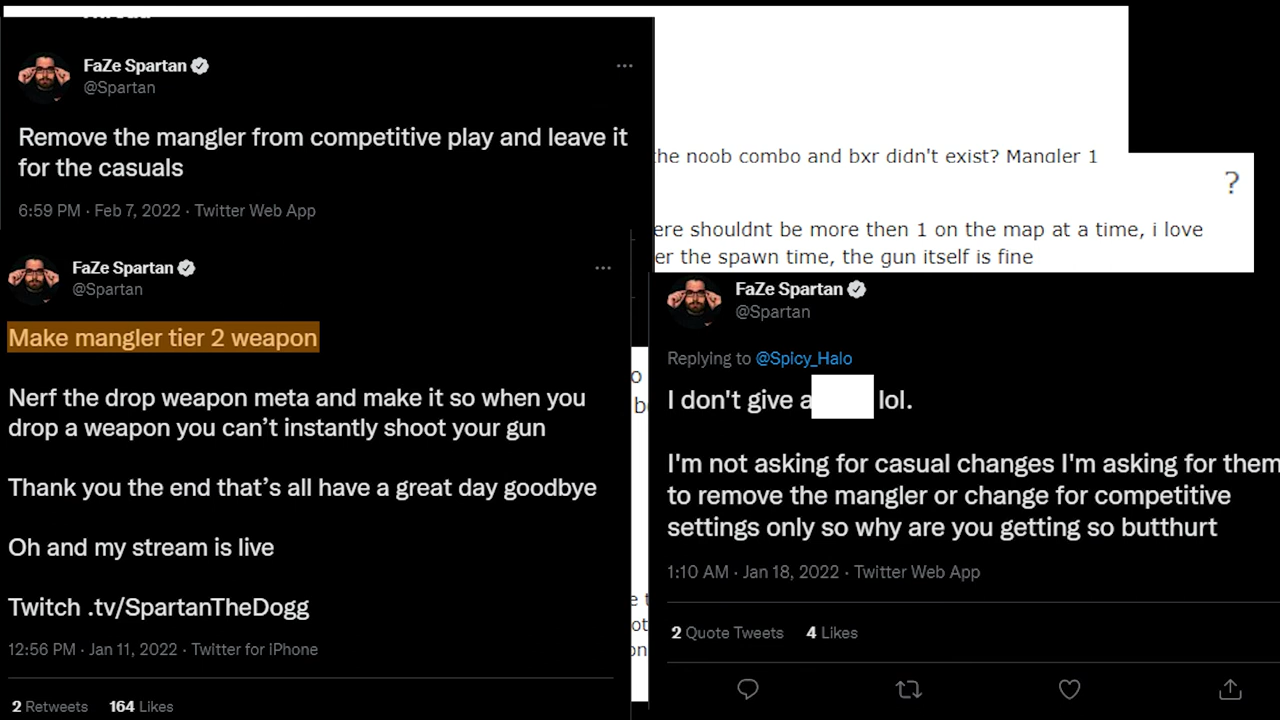 FaZe Spartan
@Spartan
Remove the mangler from competitive play and leave it
for the casuals
6:59 PM · Feb 7, 2022 · Twitter Web App
FaZe Spartan
@Spartan
Make mangler tier 2 weapon
Nerf the drop weapon meta and make it so when you
drop a weapon you can’t instantly shoot your gun
Thank you the end that’s all have a great day goodbye
Oh and my stream is live
Twitch .tv/SpartanTheDogg
12:56 PM · Jan 11, 2022 · Twitter for iPhone
2 Retweets 164 Likes
the noob combo and bxr didn't exist? Mangler 1
?
ere shouldnt be more then 1 on the map at a time, i love
er the spawn time, the gun itself is fine
FaZe Spartan
@Spartan
Replying to @Spicy_Halo
I don't give a lol.
I'm not asking for casual changes I'm asking for them
to remove the mangler or change for competitive
settings only so why are you getting so butthurt
1:10 AM · Jan 18, 2022 · Twitter Web App
2 Quote Tweets 4 Likes